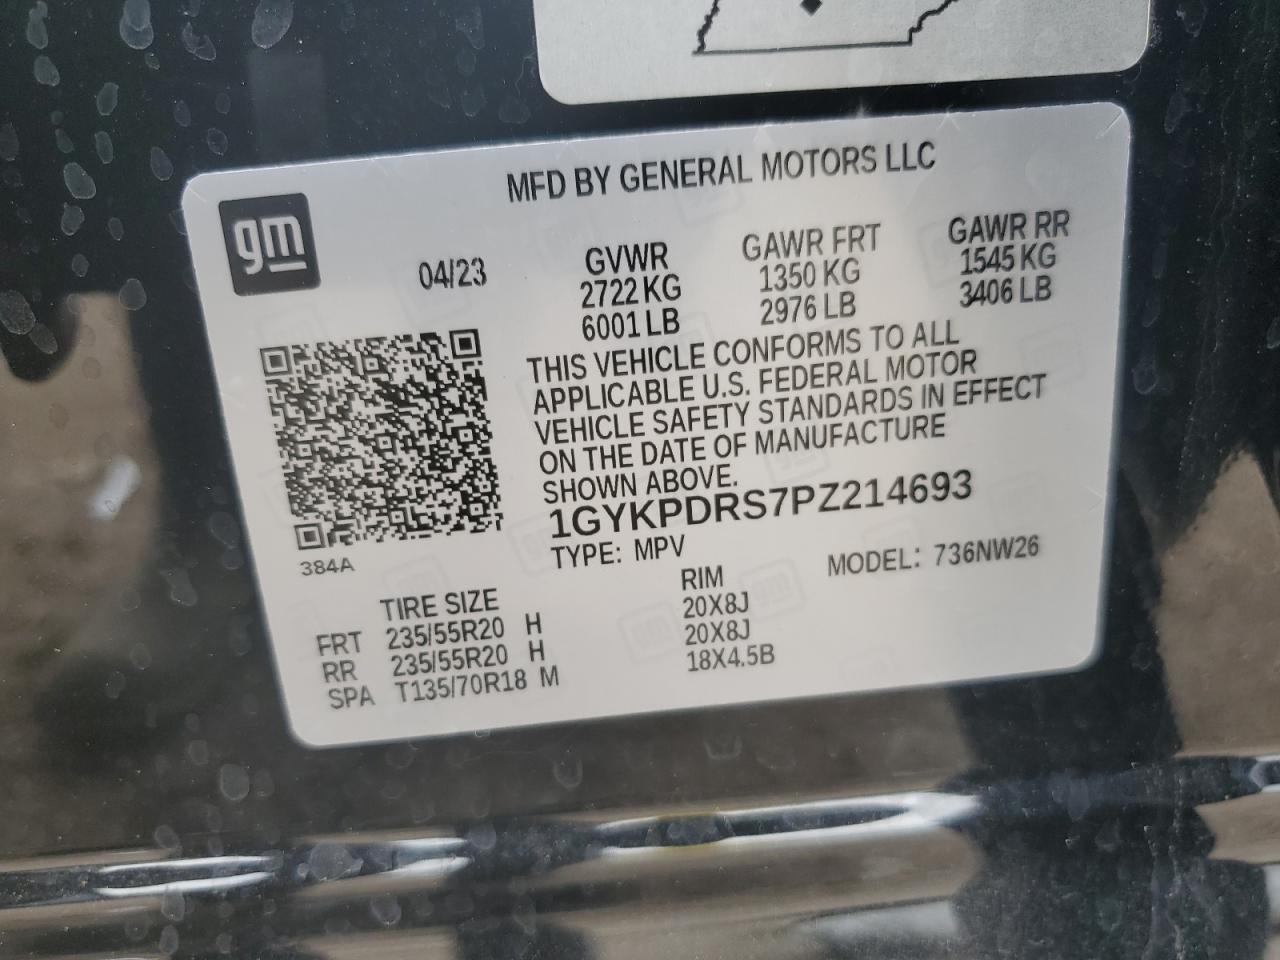 MFD BY GENERAL MOTORS LLC
gm
04/23
GVWR GAWR FRT GAWR RR
2722 KG 1350 KG 1545 KG
6001 LB 2976 LB 3406 LB
THIS VEHICLE CONFORMS TO ALL
APPLICABLE U.S. FEDERAL MOTOR
VEHICLE SAFETY STANDARDS IN EFFECT
ON THE DATE OF MANUFACTURE
SHOWN ABOVE.
1GYKPDRS7PZ214693
TYPE: MPV MODEL: 736NW26
384A
TIRE SIZE RIM
FRT 235/55R20 H 20X8J
RR 235/55R20 H 20X8J
SPA T135/70R18 M 18X4.5B